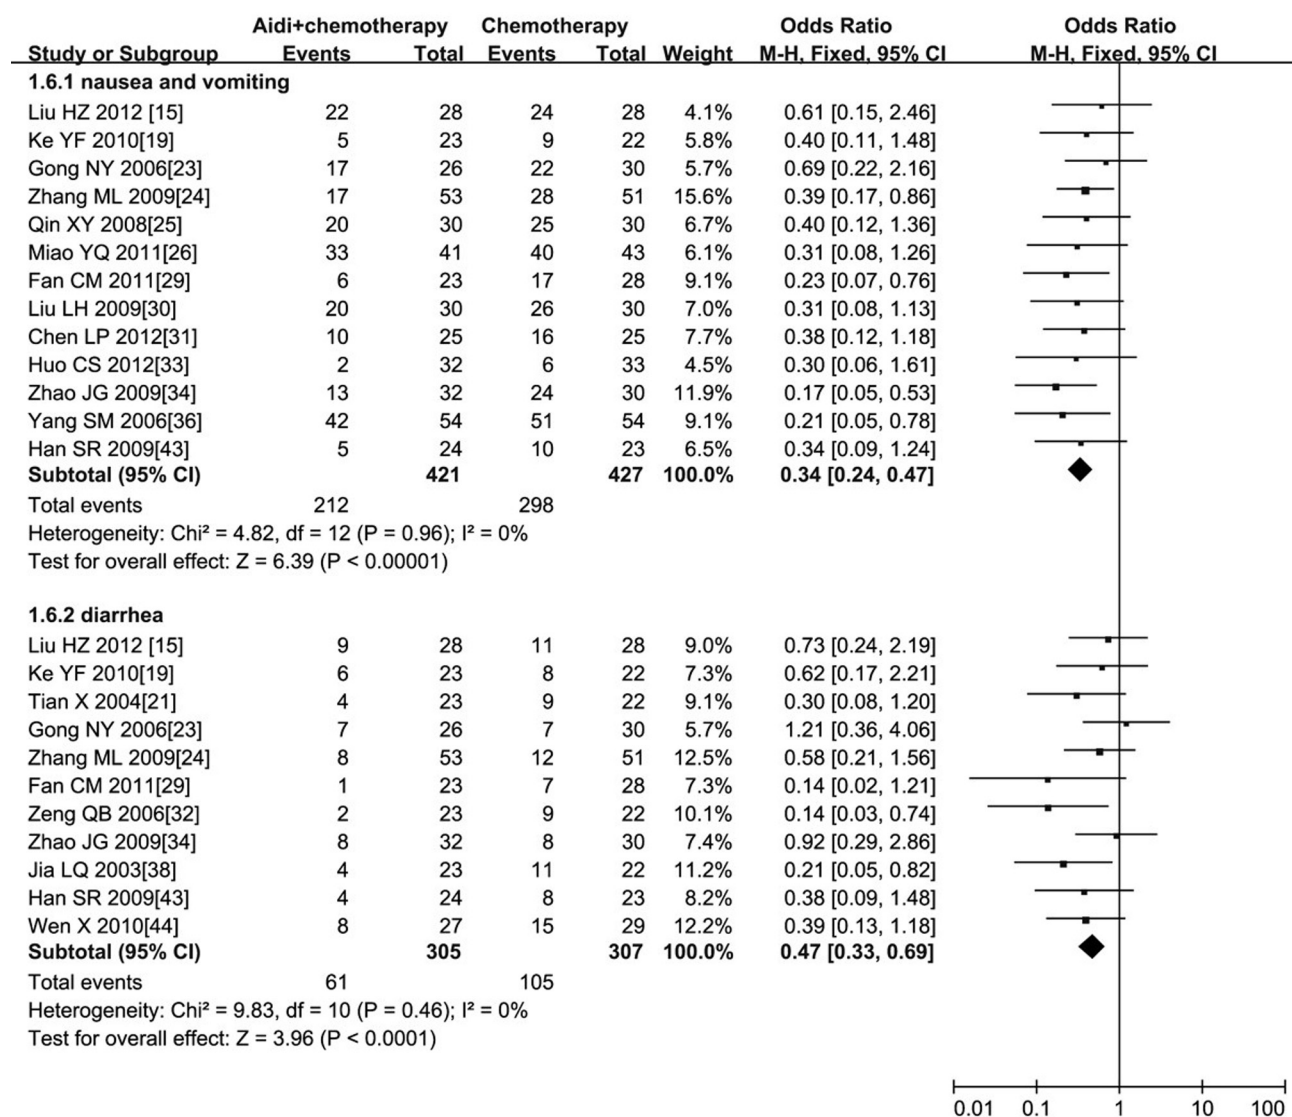 Aidi+chemotherapy Chemotherapy Odds Ratio Odds Ratio
Study or Subgroup Events Total Events Total Weight M-H, Fixed, 95% CI M-H, Fixed, 95% CI
1.6.1 nausea and vomiting
Liu HZ 2012 [15] 22 28 24 28 4.1% 0.61 [0.15, 2.46]
Ke YF 2010[19] 5 23 9 22 5.8% 0.40 [0.11, 1.48]
Gong NY 2006[23] 17 26 22 30 5.7% 0.69 [0.22, 2.16]
Zhang ML 2009[24] 17 53 28 51 15.6% 0.39 [0.17, 0.86]
Qin XY 2008[25] 20 30 25 30 6.7% 0.40 [0.12, 1.36]
Miao YQ 2011[26] 33 41 40 43 6.1% 0.31 [0.08, 1.26]
Fan CM 2011[29] 6 23 17 28 9.1% 0.23 [0.07, 0.76]
Liu LH 2009[30] 20 30 26 30 7.0% 0.31 [0.08, 1.13]
Chen LP 2012[31] 10 25 16 25 7.7% 0.38 [0.12, 1.18]
Huo CS 2012[33] 2 32 6 33 4.5% 0.30 [0.06, 1.61]
Zhao JG 2009[34] 13 32 24 30 11.9% 0.17 [0.05, 0.53]
Yang SM 2006[36] 42 54 51 54 9.1% 0.21 [0.05, 0.78]
Han SR 2009[43] 5 24 10 23 6.5% 0.34 [0.09, 1.24]
Subtotal (95% CI) 421 427 100.0% 0.34 [0.24, 0.47]
Total events 212 298
Heterogeneity: Chi² = 4.82, df = 12 (P = 0.96); I² = 0%
Test for overall effect: Z = 6.39 (P < 0.00001)
1.6.2 diarrhea
Liu HZ 2012 [15] 9 28 11 28 9.0% 0.73 [0.24, 2.19]
Ke YF 2010[19] 6 23 8 22 7.3% 0.62 [0.17, 2.21]
Tian X 2004[21] 4 23 9 22 9.1% 0.30 [0.08, 1.20]
Gong NY 2006[23] 7 26 7 30 5.7% 1.21 [0.36, 4.06]
Zhang ML 2009[24] 8 53 12 51 12.5% 0.58 [0.21, 1.56]
Fan CM 2011[29] 1 23 7 28 7.3% 0.14 [0.02, 1.21]
Zeng QB 2006[32] 2 23 9 22 10.1% 0.14 [0.03, 0.74]
Zhao JG 2009[34] 8 32 8 30 7.4% 0.92 [0.29, 2.86]
Jia LQ 2003[38] 4 23 11 22 11.2% 0.21 [0.05, 0.82]
Han SR 2009[43] 4 24 8 23 8.2% 0.38 [0.09, 1.48]
Wen X 2010[44] 8 27 15 29 12.2% 0.39 [0.13, 1.18]
Subtotal (95% CI) 305 307 100.0% 0.47 [0.33, 0.69]
Total events 61 105
Heterogeneity: Chi² = 9.83, df = 10 (P = 0.46); I² = 0%
Test for overall effect: Z = 3.96 (P < 0.0001)
0.01 0.1 1 10 100